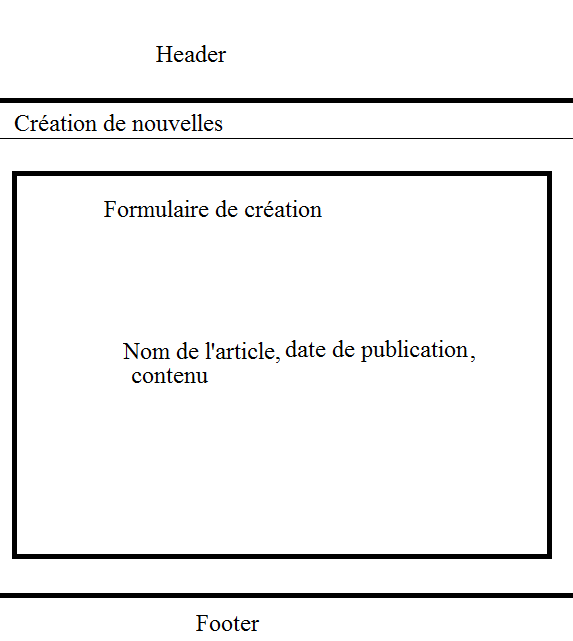 Header
Création de nouvelles
Formulaire de création
Nom de l'article, date de publication,
contenu
Footer